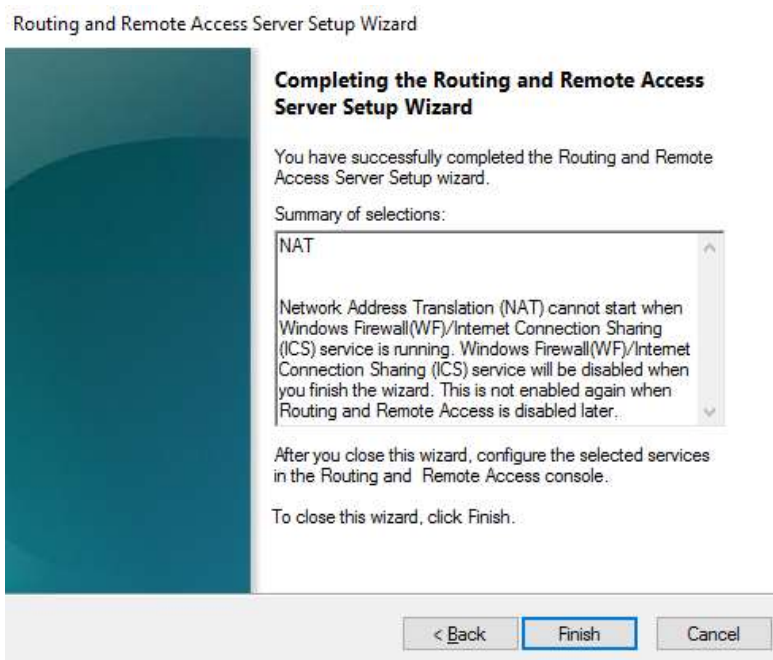 Routing and Remote Access Server Setup Wizard
Completing the Routing and Remote Access
Server Setup Wizard
You have successfully completed the Routing and Remote
Access Server Setup wizard.
Summary of selections:
NAT
Network Address Translation (NAT) cannot start when
Windows Firewall(WF)/Internet Connection Sharing
(ICS) service is running. Windows Firewall(WF)/Internet
Connection Sharing (ICS) service will be disabled when
you finish the wizard. This is not enabled again when
Routing and Remote Access is disabled later.
After you close this wizard, configure the selected services
in the Routing and  Remote Access console.
To close this wizard, click Finish.
< Back Finish Cancel